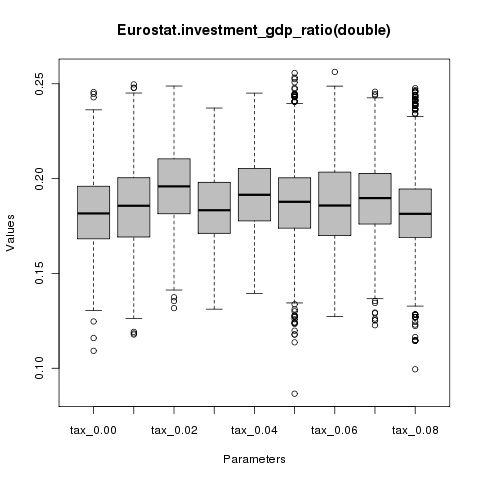 Eurostat.investment_gdp_ratio(double)
Values
0.25
0.20
0.15
0.10
tax_0.00 tax_0.02 tax_0.04 tax_0.06 tax_0.08
Parameters